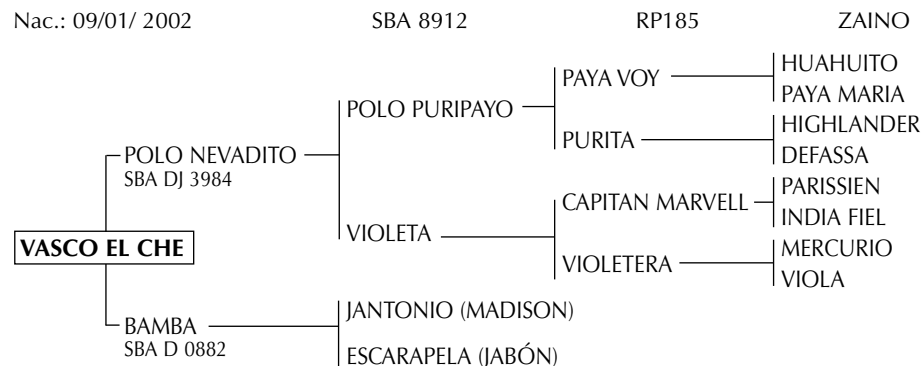 Nac.: 09/01/ 2002 SBA 8912 RP185 ZAINO
HUAHUITO
PAYA VOY
PAYA MARIA
POLO PURIPAYO
HIGHLANDER
PURITA
DEFASSA
POLO NEVADITO
SBA DJ 3984
PARISSIEN
CAPITAN MARVELL
INDIA FIEL
VIOLETA
VASCO EL CHE
MERCURIO
VIOLETERA
VIOLA
JANTONIO (MADISON)
BAMBA
SBA D 0882
ESCARAPELA (JABÓN)